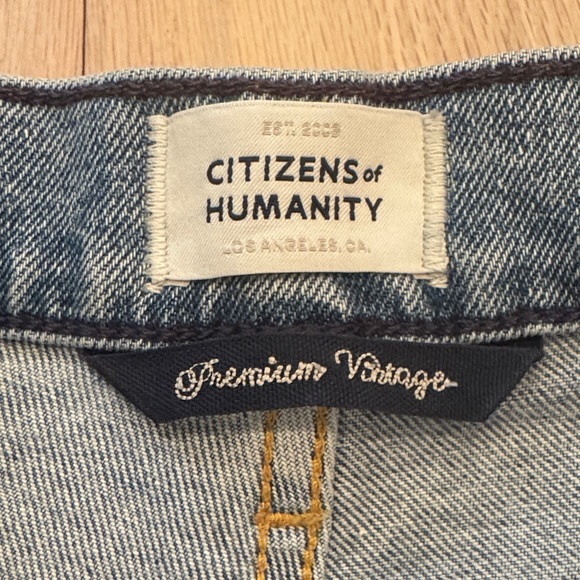 EST. 2003
CITIZENS of
HUMANITY
LOS ANGELES, CA.
Premium Vintage